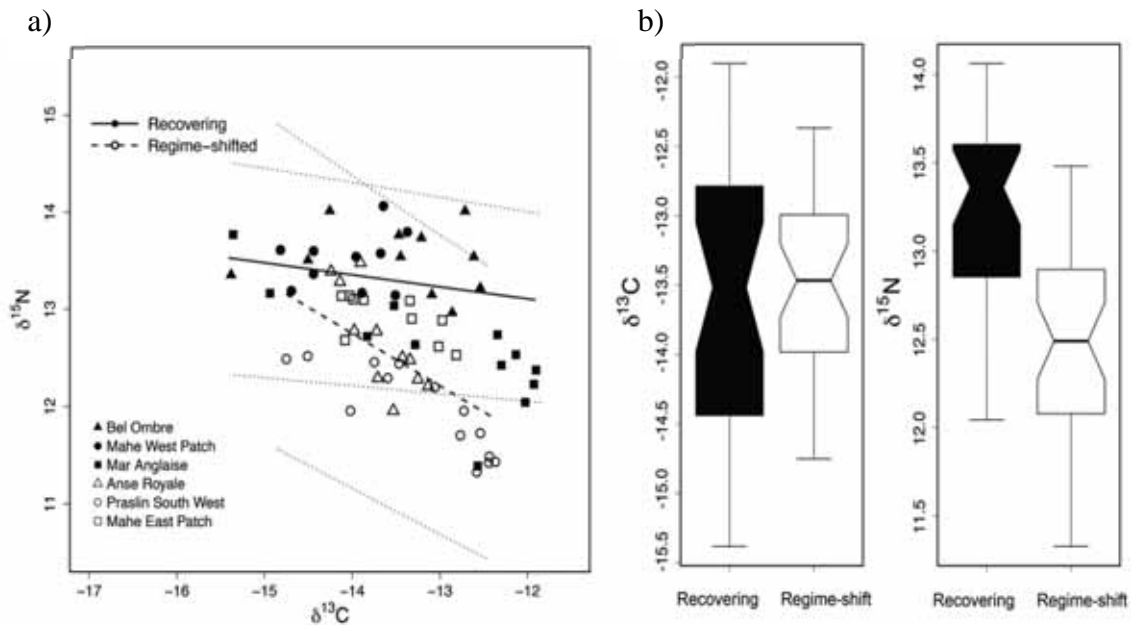 a)
b)
δ15N
15
14
13
12
11
Recovering
Regime-shifted
Bel Ombre
Mahe West Patch
Mar Anglaise
Anse Royale
Praslin South West
Mahe East Patch
-17
-16
-15
-14
-13
-12
δ13C
δ13C
-12.0
-12.5
-13.0
-13.5
-14.0
-14.5
-15.0
-15.5
Recovering
Regime-shift
δ15N
14.0
13.5
13.0
12.5
12.0
11.5
Recovering
Regime-shift